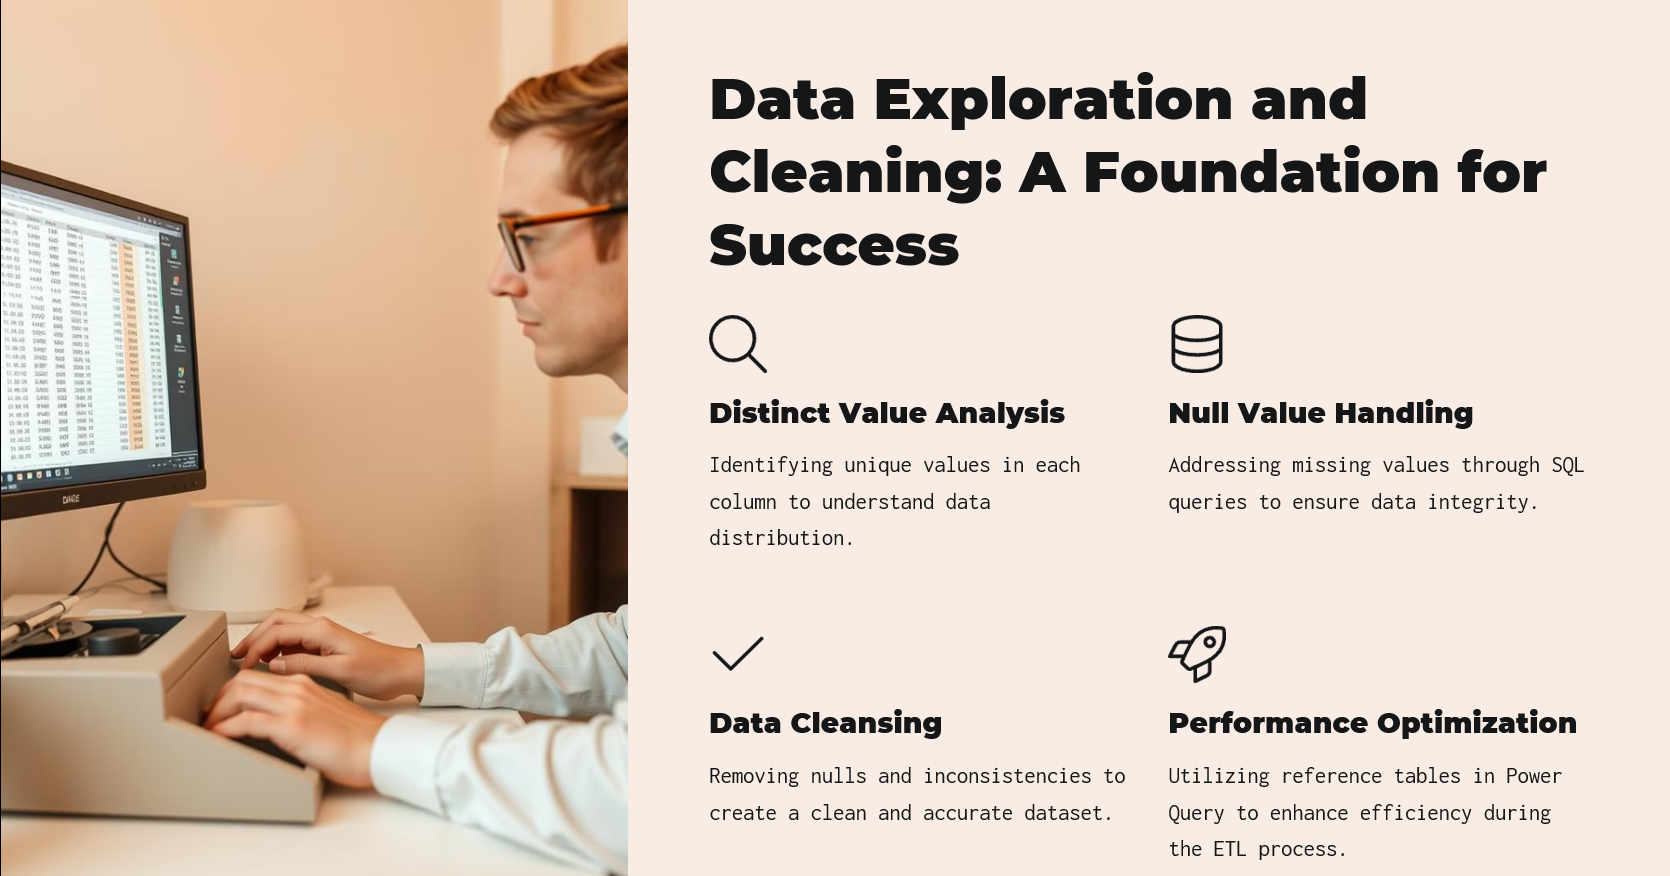 Data Exploration and
Cleaning: A Foundation for
Success
Distinct Value Analysis
Identifying unique values in each
column to understand data
distribution.
Null Value Handling
Addressing missing values through SQL
queries to ensure data integrity.
Data Cleansing
Removing nulls and inconsistencies to
create a clean and accurate dataset.
Performance Optimization
Utilizing reference tables in Power
Query to enhance efficiency during
the ETL process.